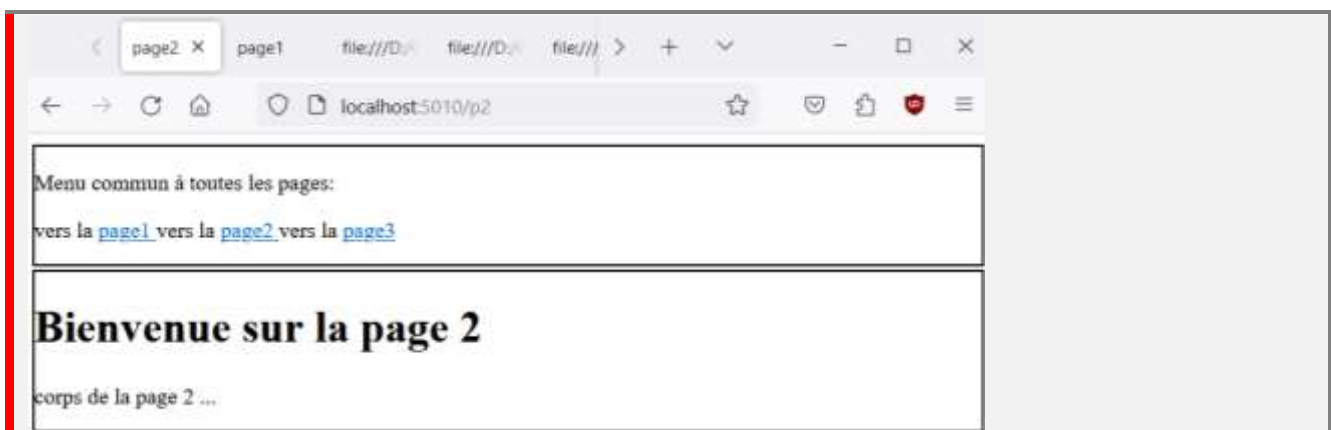 page2 page1 file:///D:/ file:///D:/ file:///
localhost:5010/p2
Menu commun à toutes les pages:
vers la page1 vers la page2 vers la page3
Bienvenue sur la page 2
corps de la page 2 ...